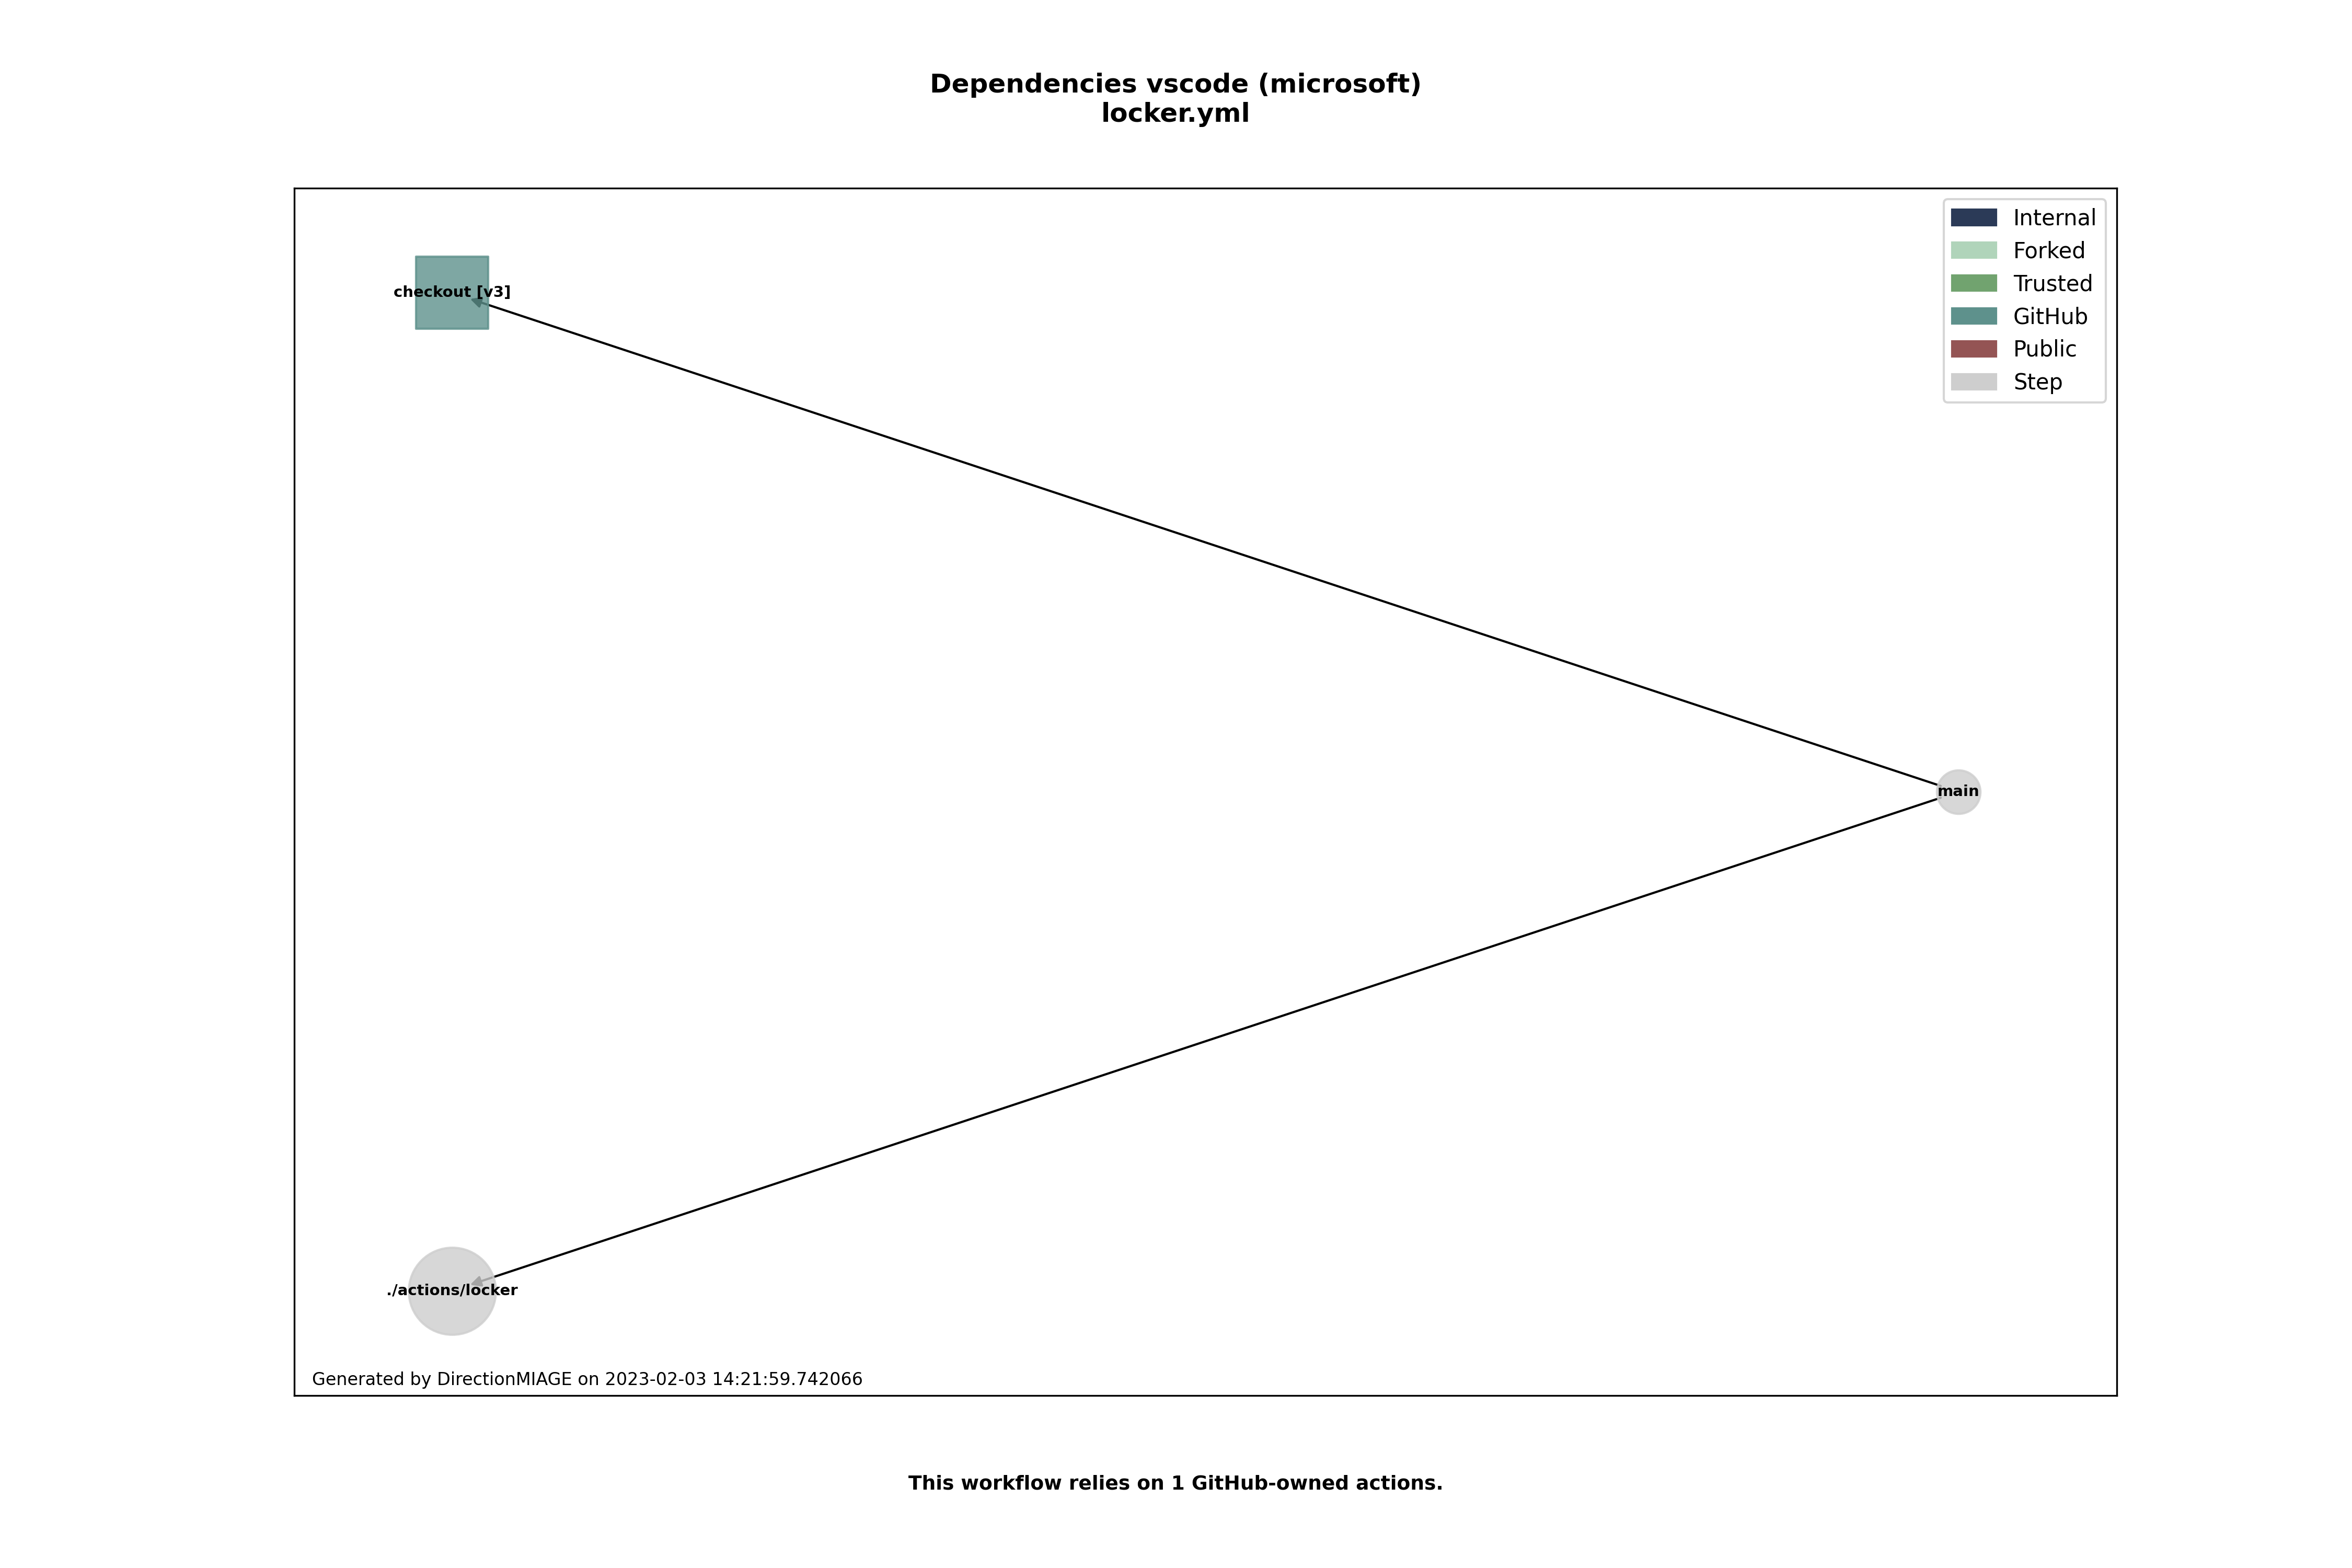 Dependencies vscode (microsoft)
locker.yml
Internal
Forked
Trusted
GitHub
Public
Step
checkout [v3]
main
./actions/locker
Generated by DirectionMIAGE on 2023-02-03 14:21:59.742066
This workflow relies on 1 GitHub-owned actions.